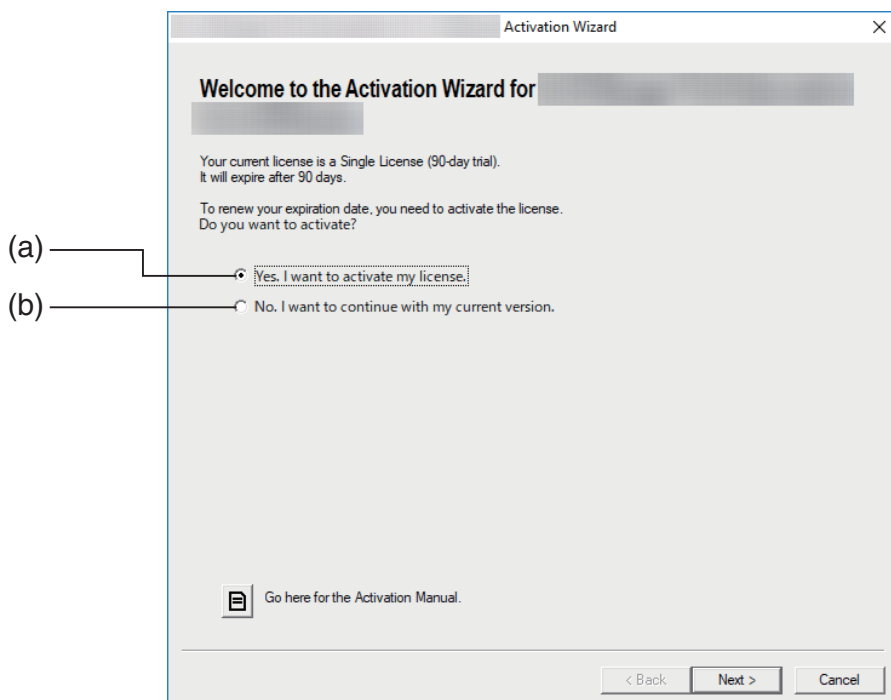 Activation Wizard
Welcome to the Activation Wizard for
Your current license is a Single License (90-day trial).
It will expire after 90 days.
To renew your expiration date, you need to activate the license.
Do you want to activate?
(a)
Yes. I want to activate my license.
(b)
No. I want to continue with my current version.
Go here for the Activation Manual.
< Back
Next >
Cancel